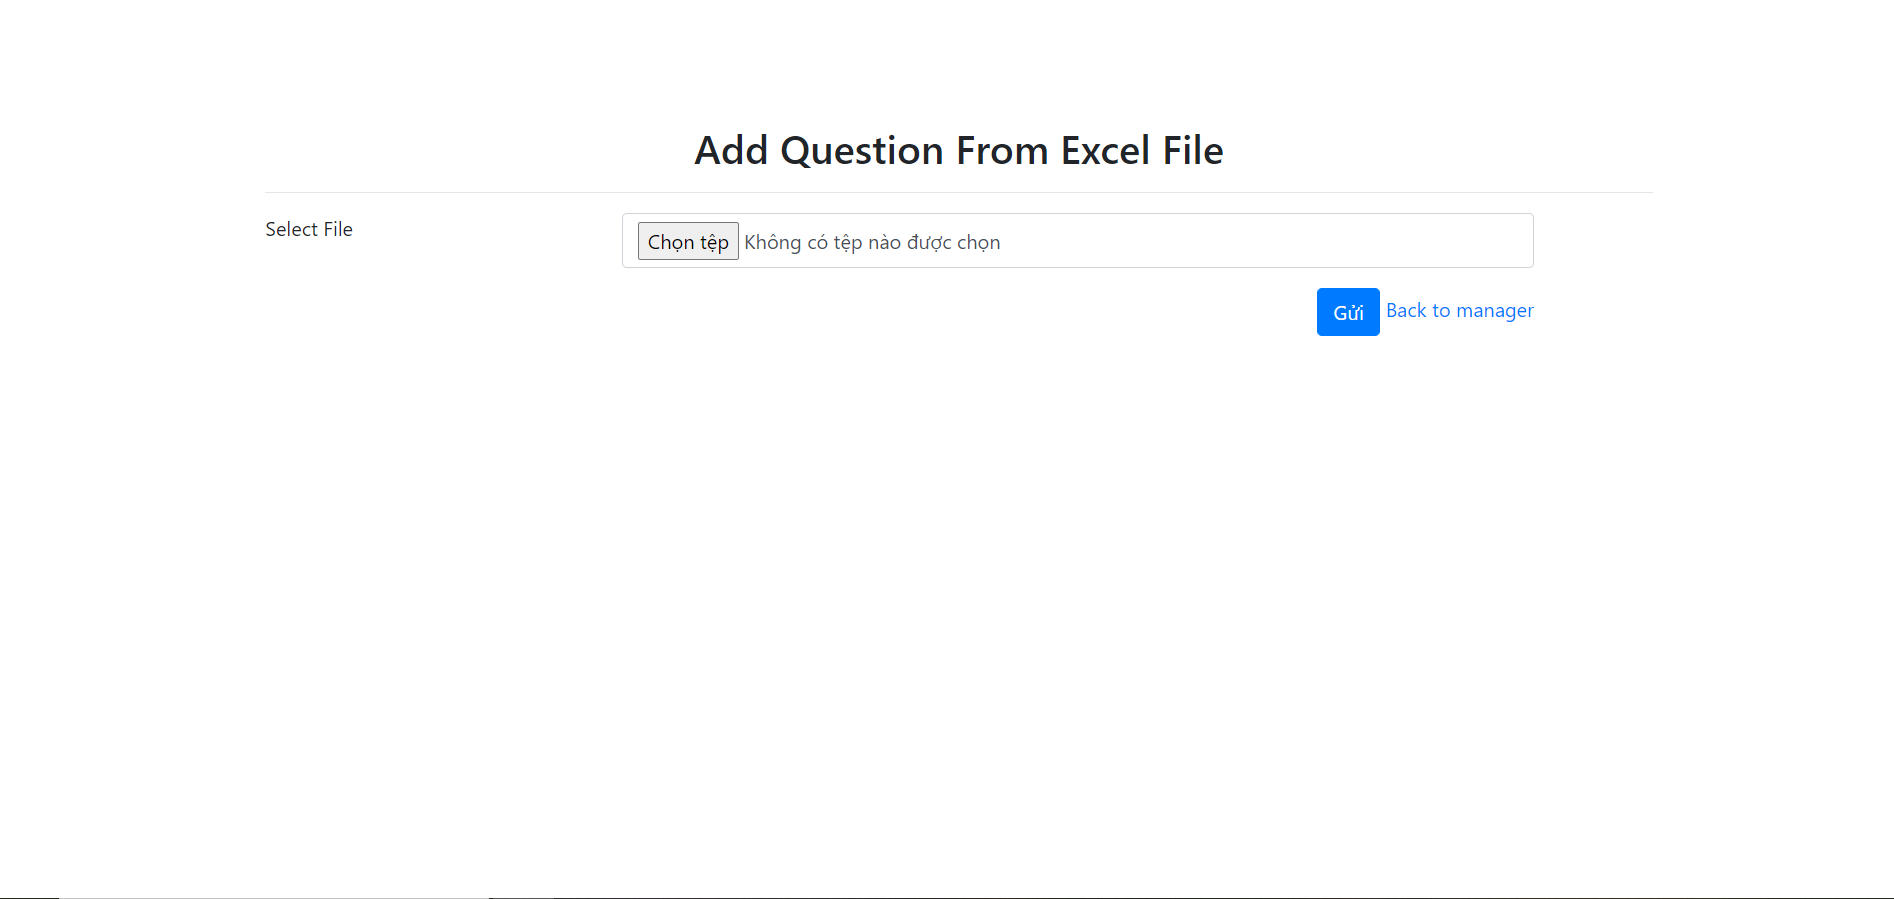 Add Question From Excel File
Select File
Chọn tệp Không có tệp nào được chọn
Gửi Back to manager